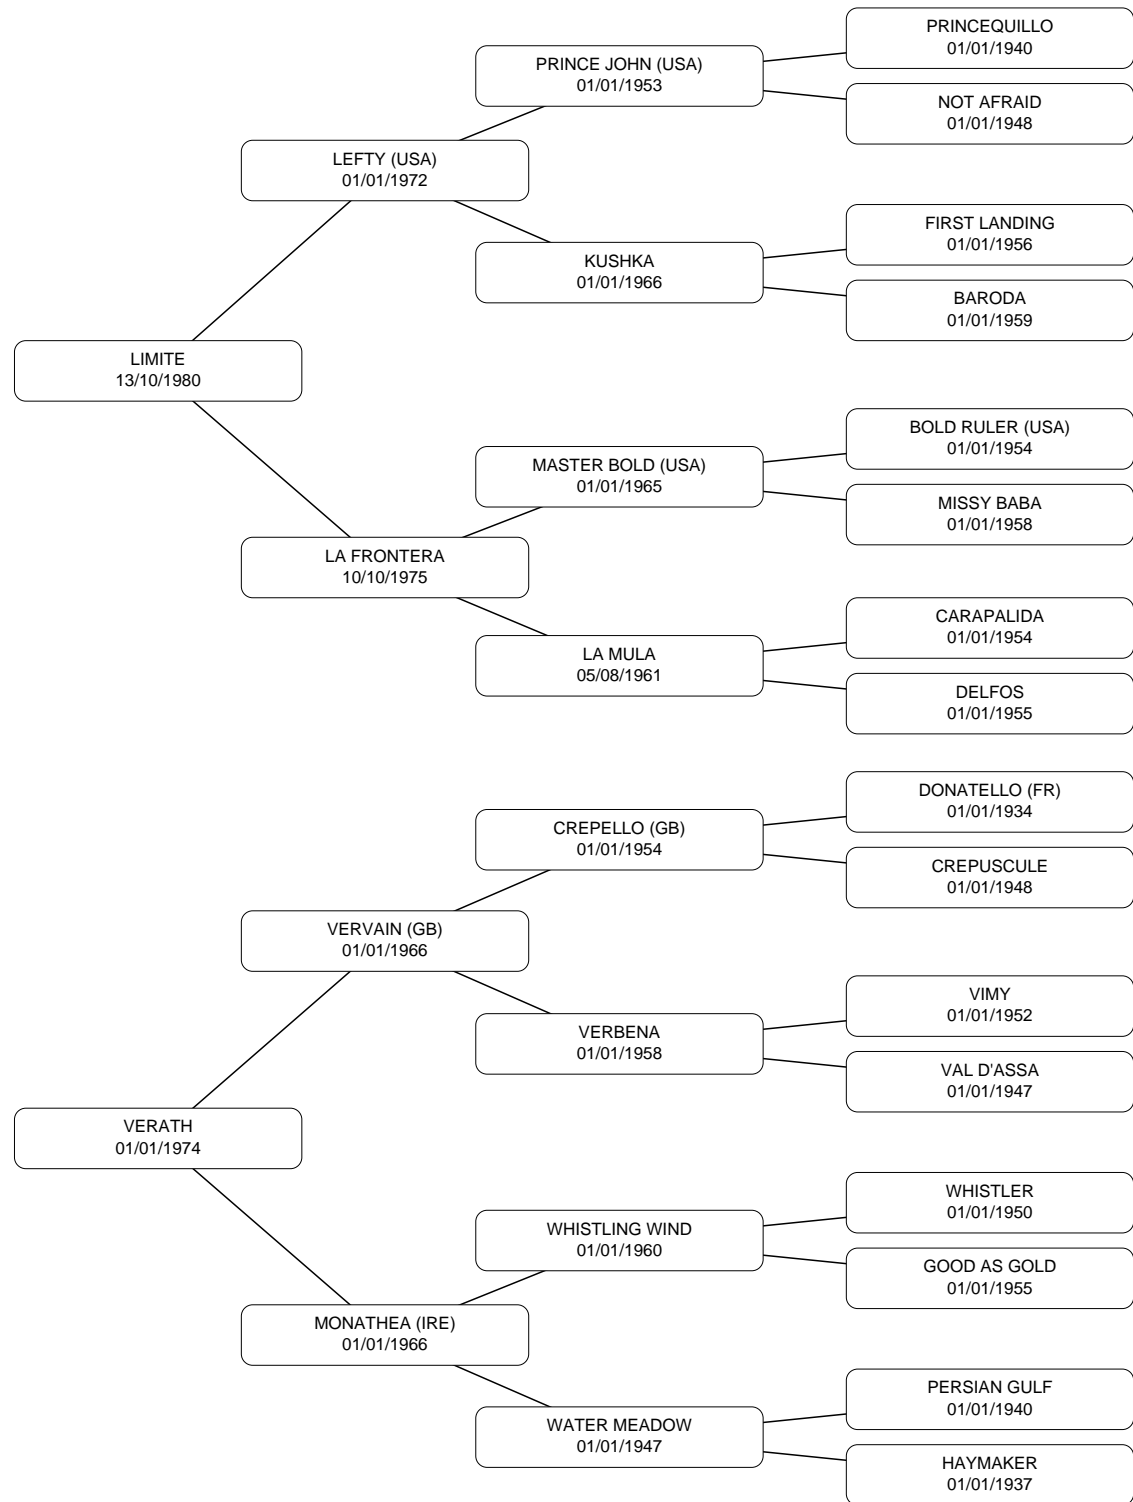 PRINCEQUILLO
01/01/1940
PRINCE JOHN (USA)
01/01/1953
NOT AFRAID
01/01/1948
LEFTY (USA)
01/01/1972
FIRST LANDING
01/01/1956
KUSHKA
01/01/1966
BARODA
01/01/1959
LIMITE
13/10/1980
BOLD RULER (USA)
01/01/1954
MASTER BOLD (USA)
01/01/1965
MISSY BABA
01/01/1958
LA FRONTERA
10/10/1975
CARAPALIDA
01/01/1954
LA MULA
05/08/1961
DELFOS
01/01/1955
DONATELLO (FR)
01/01/1934
CREPELLO (GB)
01/01/1954
CREPUSCULE
01/01/1948
VERVAIN (GB)
01/01/1966
VIMY
01/01/1952
VERBENA
01/01/1958
VAL D'ASSA
01/01/1947
VERATH
01/01/1974
WHISTLER
01/01/1950
WHISTLING WIND
01/01/1960
GOOD AS GOLD
01/01/1955
MONATHEA (IRE)
01/01/1966
PERSIAN GULF
01/01/1940
WATER MEADOW
01/01/1947
HAYMAKER
01/01/1937